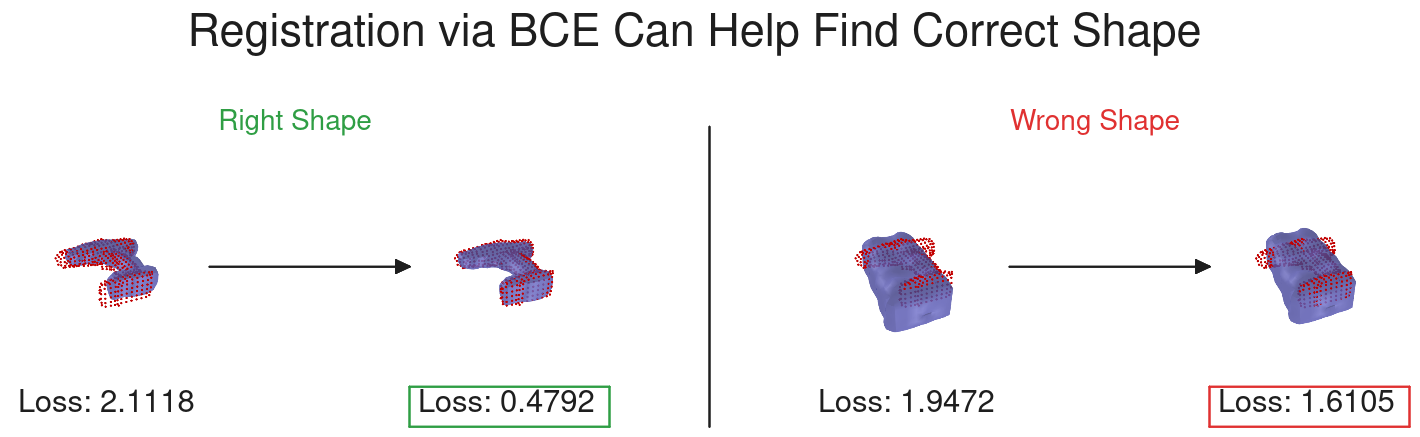 Registration via BCE Can Help Find Correct Shape
Right Shape
Wrong Shape
Loss: 2.1118
Loss: 0.4792
Loss: 1.9472
Loss: 1.6105